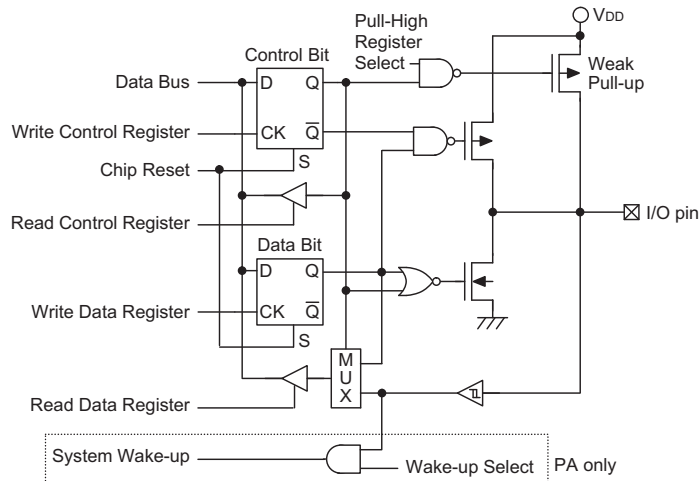 VDD
Pull-High
Register
Select
Control Bit
Weak
Pull-up
Data Bus
D
Q
Write Control Register
CK
Q
S
Chip Reset
I/O pin
Read Control Register
Data Bit
D
Q
Write Data Register
CK
Q
S
M
U
X
Read Data Register
System Wake-up
Wake-up Select
PA only